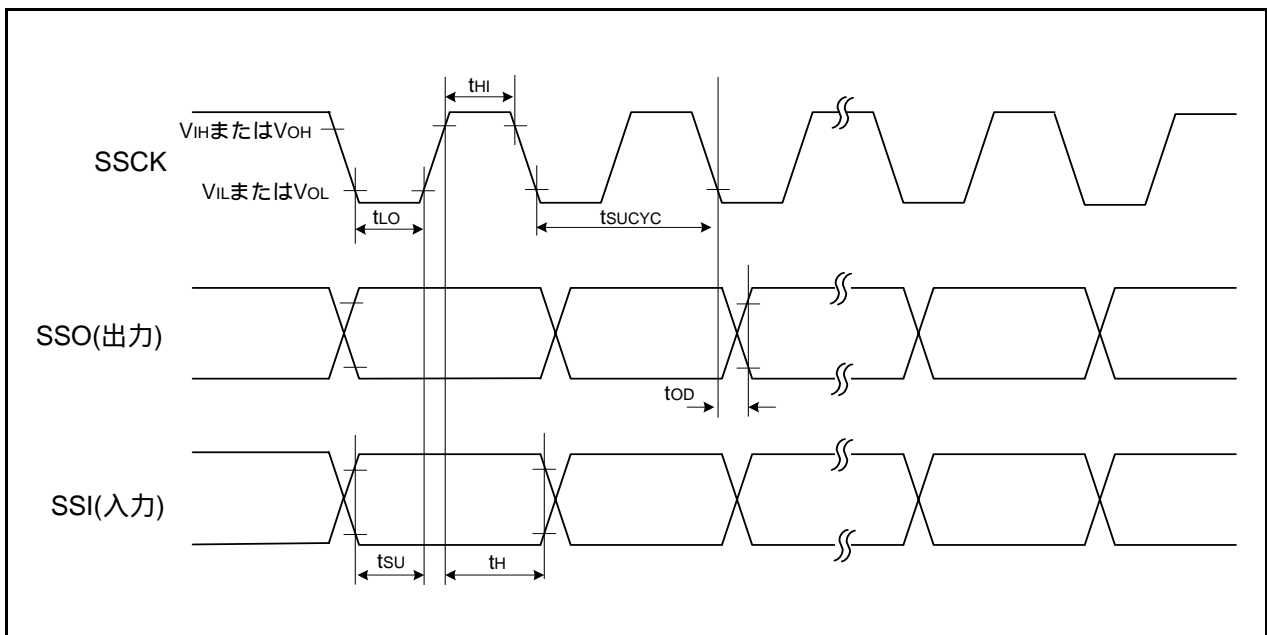 tHI
VIHまたはVOH
SSCK
VILまたはVOL
tLO
tSUCYC
SSO(出力)
tOD
SSI(入力)
tSU
tH